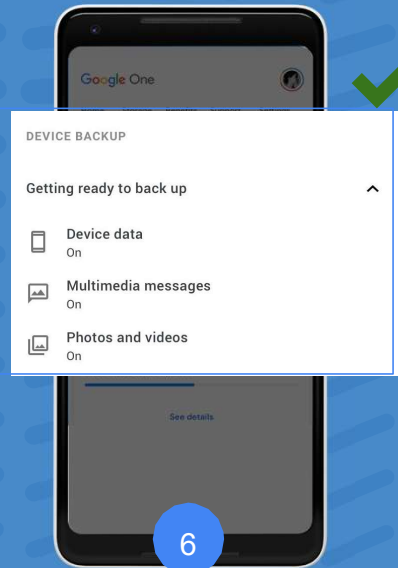 Google One
DEVICE BACKUP
Getting ready to back up
Device data
On
Multimedia messages
On
Photos and videos
On
See details
6